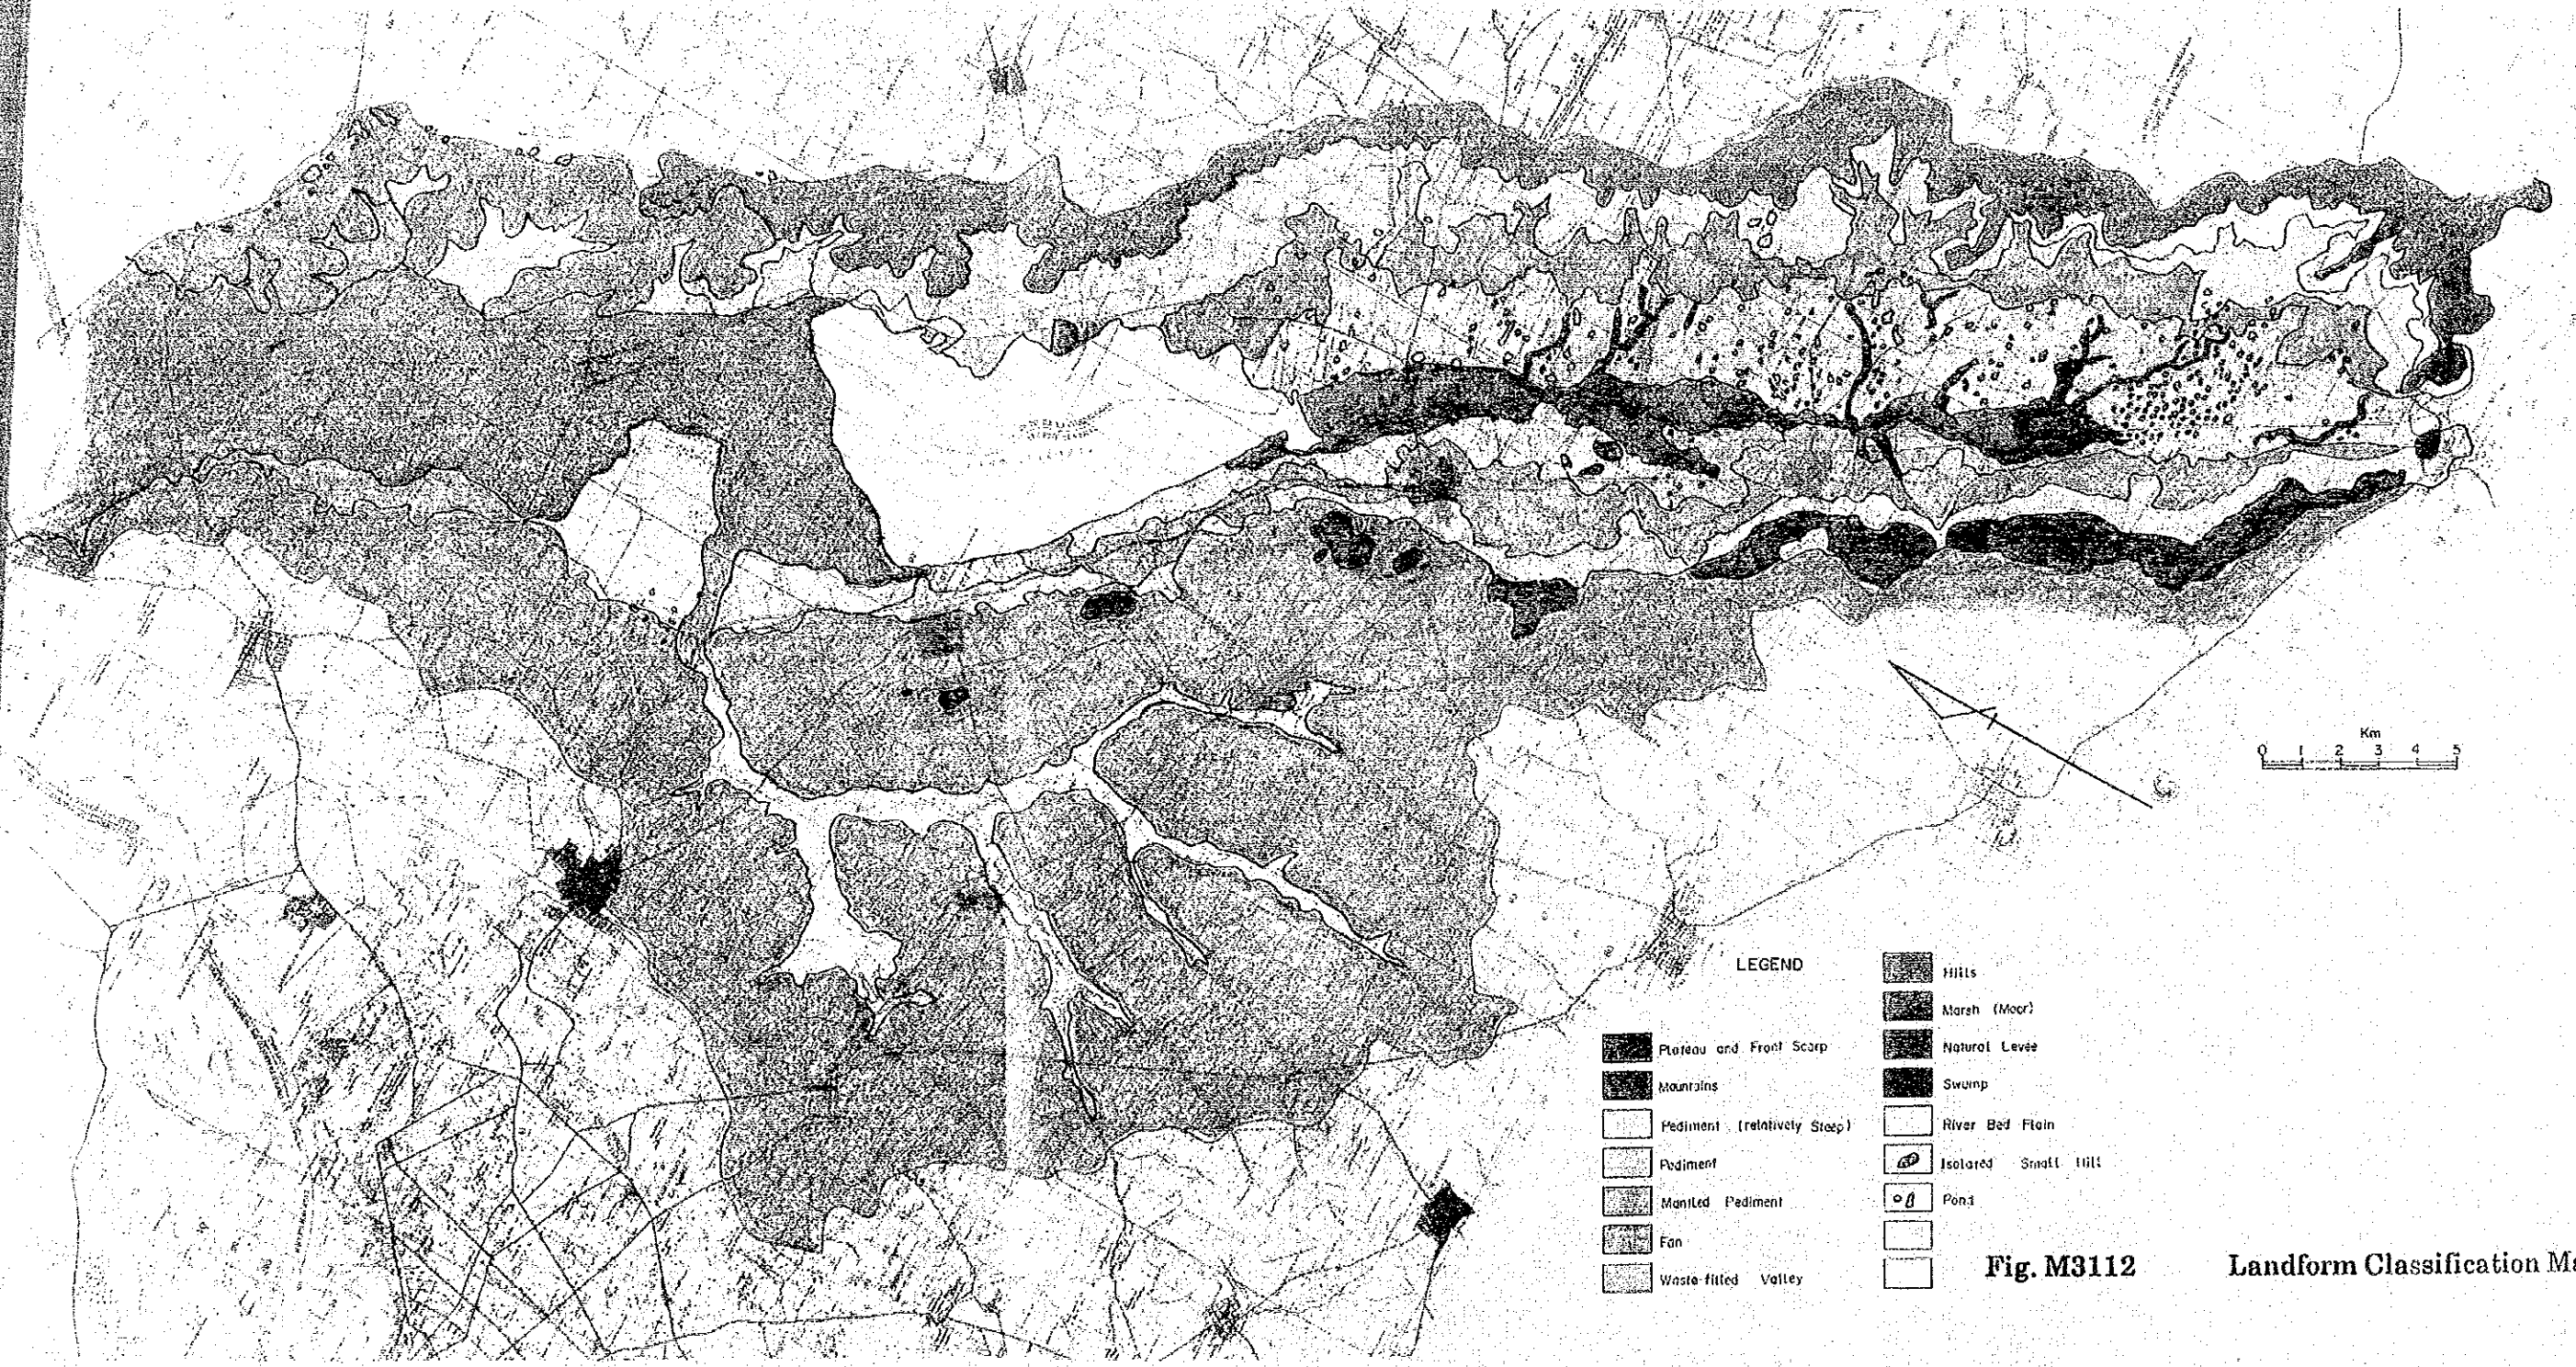 Km
0 1 2 3 4 5
LEGEND
Plateau and Front Scarp
Mountains
Pediment (relatively Steep)
Pediment
Mantled Pediment
Fan
Waste-filled Valley
Hills
Marsh (Moor)
Natural Levee
Swamp
River Bed Plain
Isolated Small Hill
Pond
Fig. M3112 Landform Classification Ma